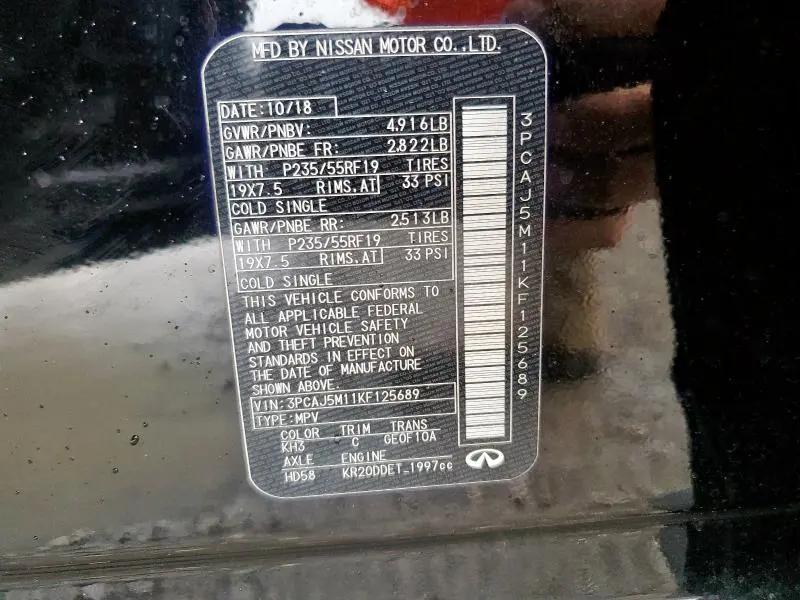 MFD BY NISSAN MOTOR CO.,LTD.
DATE:10/18
GVWR/PNBV: 4,916LB
GAWR/PNBE FR: 2,822LB
WITH P235/55RF19 TIRES
19X7.5 RIMS.AT 33 PSI
COLD SINGLE
GAWR/PNBE RR: 2,513LB
WITH P235/55RF19 TIRES
19X7.5 RIMS.AT 33 PSI
COLD SINGLE
THIS VEHICLE CONFORMS TO
ALL APPLICABLE FEDERAL
MOTOR VEHICLE SAFETY
AND THEFT PREVENTION
STANDARDS IN EFFECT ON
THE DATE OF MANUFACTURE
SHOWN ABOVE.
VIN:3PCAJ5M11KF125689
TYPE:MPV
COLOR TRIM TRANS
KH3 C GE0F10A
AXLE ENGINE
HD58 KR20DDET_1997cc
3PCAJ5M11KF125689